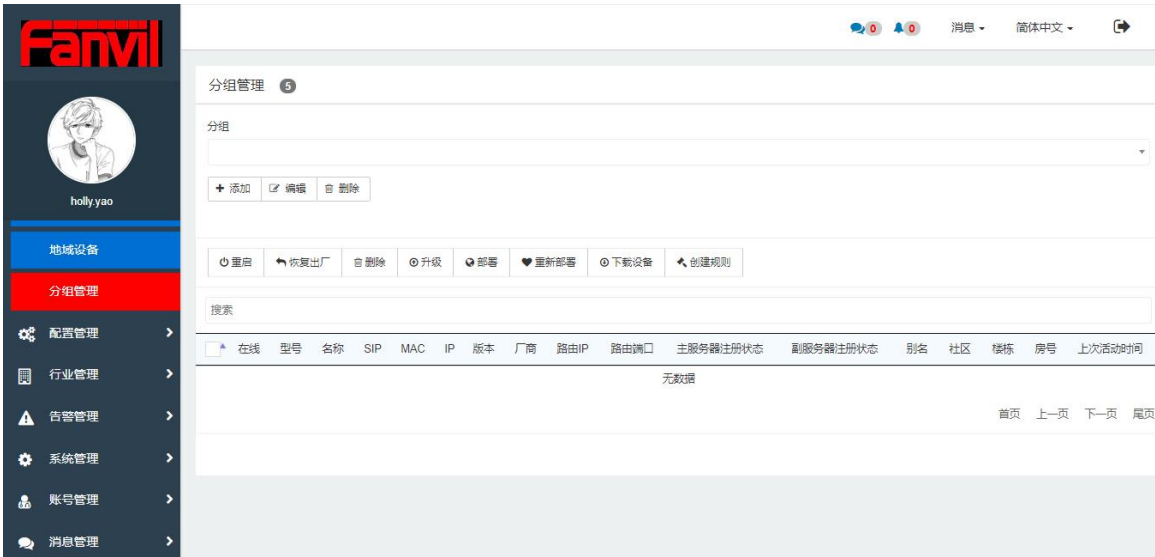 Fanvil
0 0 消息 简体中文
holly.yao
地域设备
分组管理
配置管理
行业管理
告警管理
系统管理
账号管理
消息管理
分组管理 5
分组
添加 编辑 删除
重启 恢复出厂 删除 升级 部署 重新部署 下载设备 创建规则
搜索
在线 型号 名称 SIP MAC IP 版本 厂商 路由IP 路由端口 主服务器注册状态 副服务器注册状态 别名 社区 楼栋 房号 上次活动时间
无数据
首页 上一页 下一页 尾页